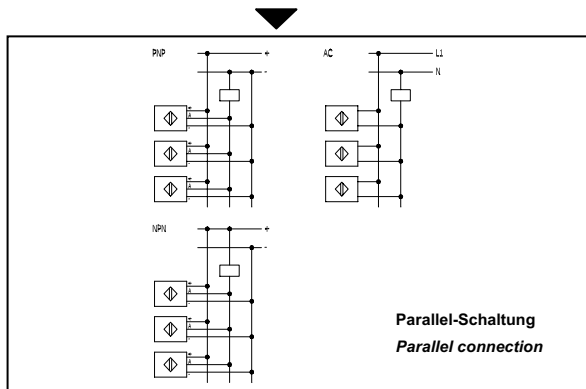 PNP +
-
AC L1
N
+
A
-
+
A
-
+
A
-
NPN +
-
+
A
-
+
A
-
+
A
-
Parallel-Schaltung
Parallel connection